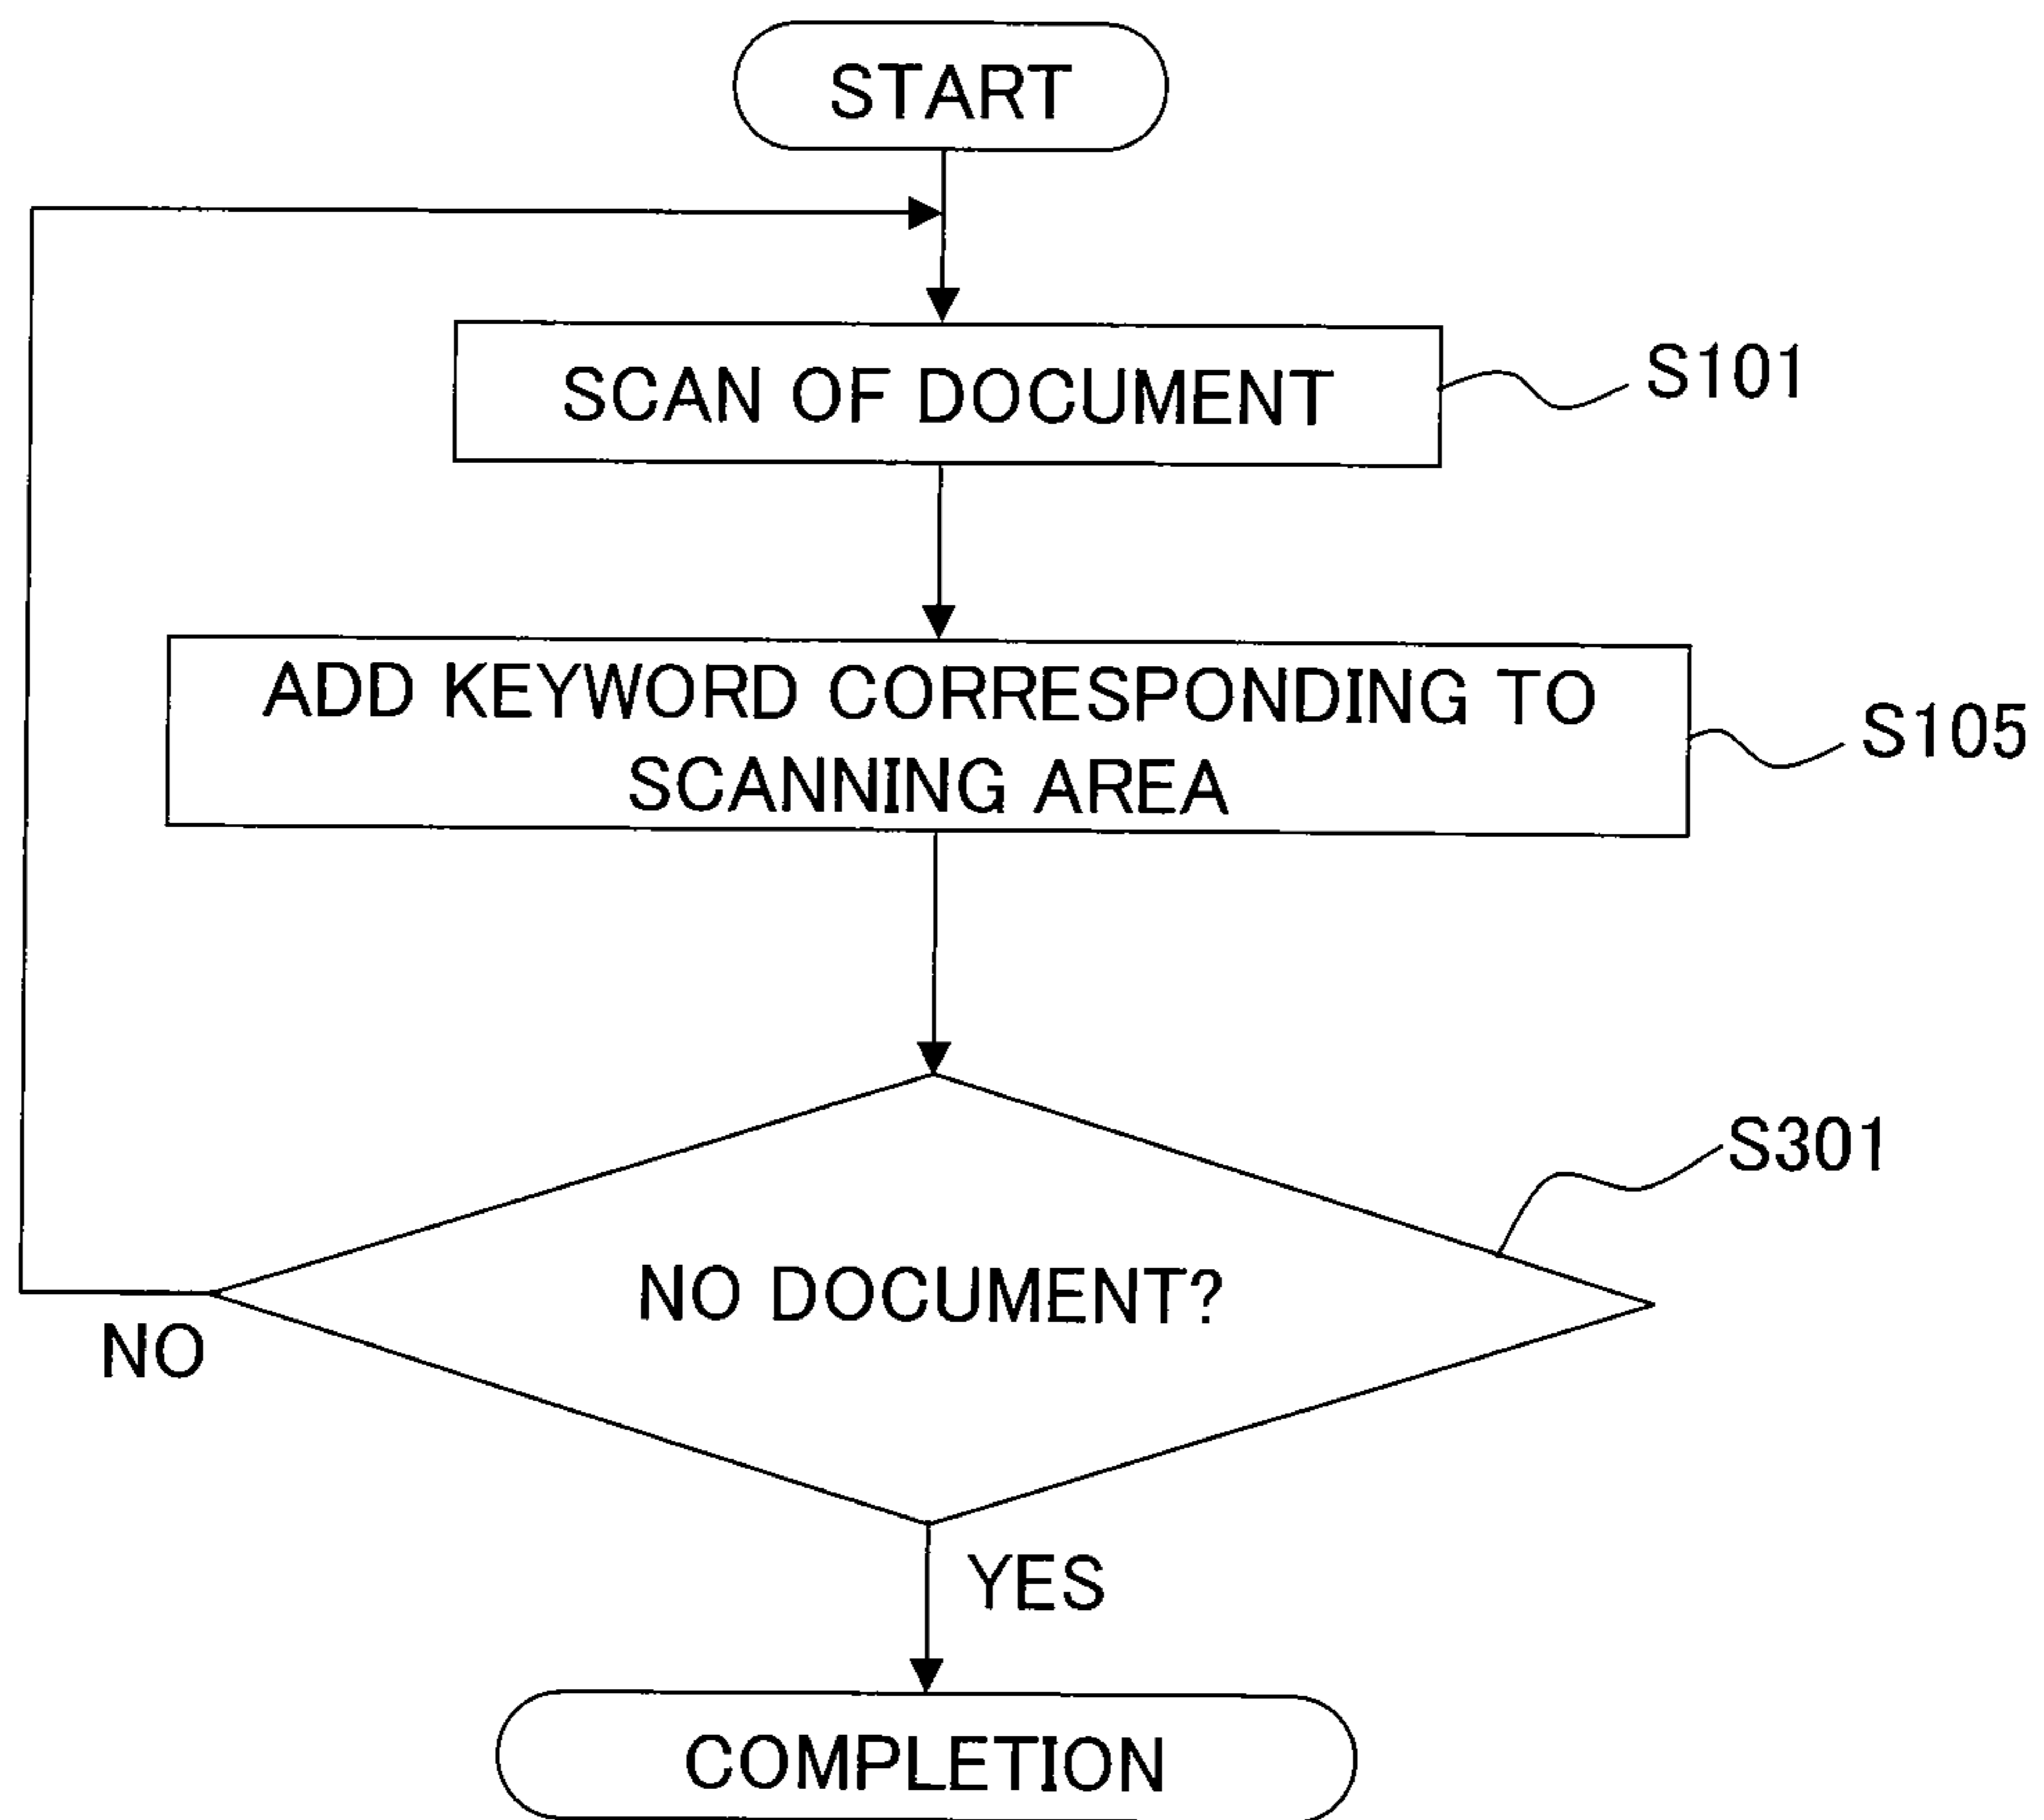 START
SCAN OF DOCUMENT
S101
ADD KEYWORD CORRESPONDING TO
SCANNING AREA
S105
S301
NO DOCUMENT?
NO
YES
COMPLETION